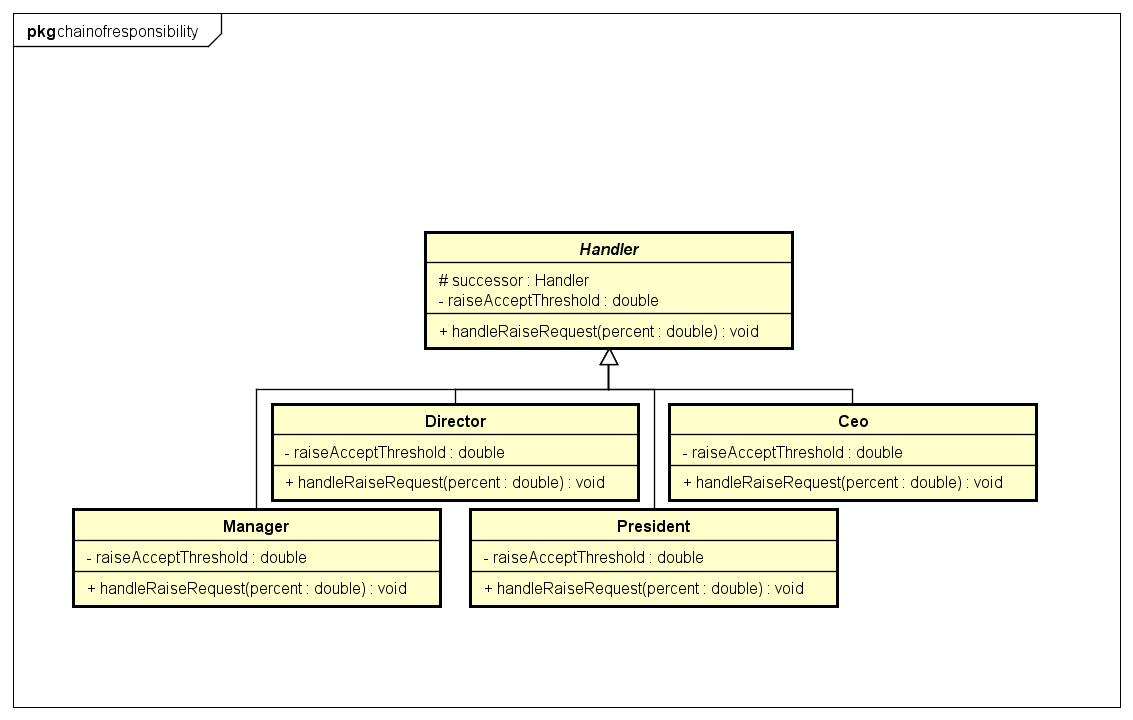 pkg chainofresponsibility
Handler
# successor : Handler
- raiseAcceptThreshold : double
+ handleRaiseRequest(percent : double) : void
Director
- raiseAcceptThreshold : double
+ handleRaiseRequest(percent : double) : void
Ceo
- raiseAcceptThreshold : double
+ handleRaiseRequest(percent : double) : void
Manager
- raiseAcceptThreshold : double
+ handleRaiseRequest(percent : double) : void
President
- raiseAcceptThreshold : double
+ handleRaiseRequest(percent : double) : void